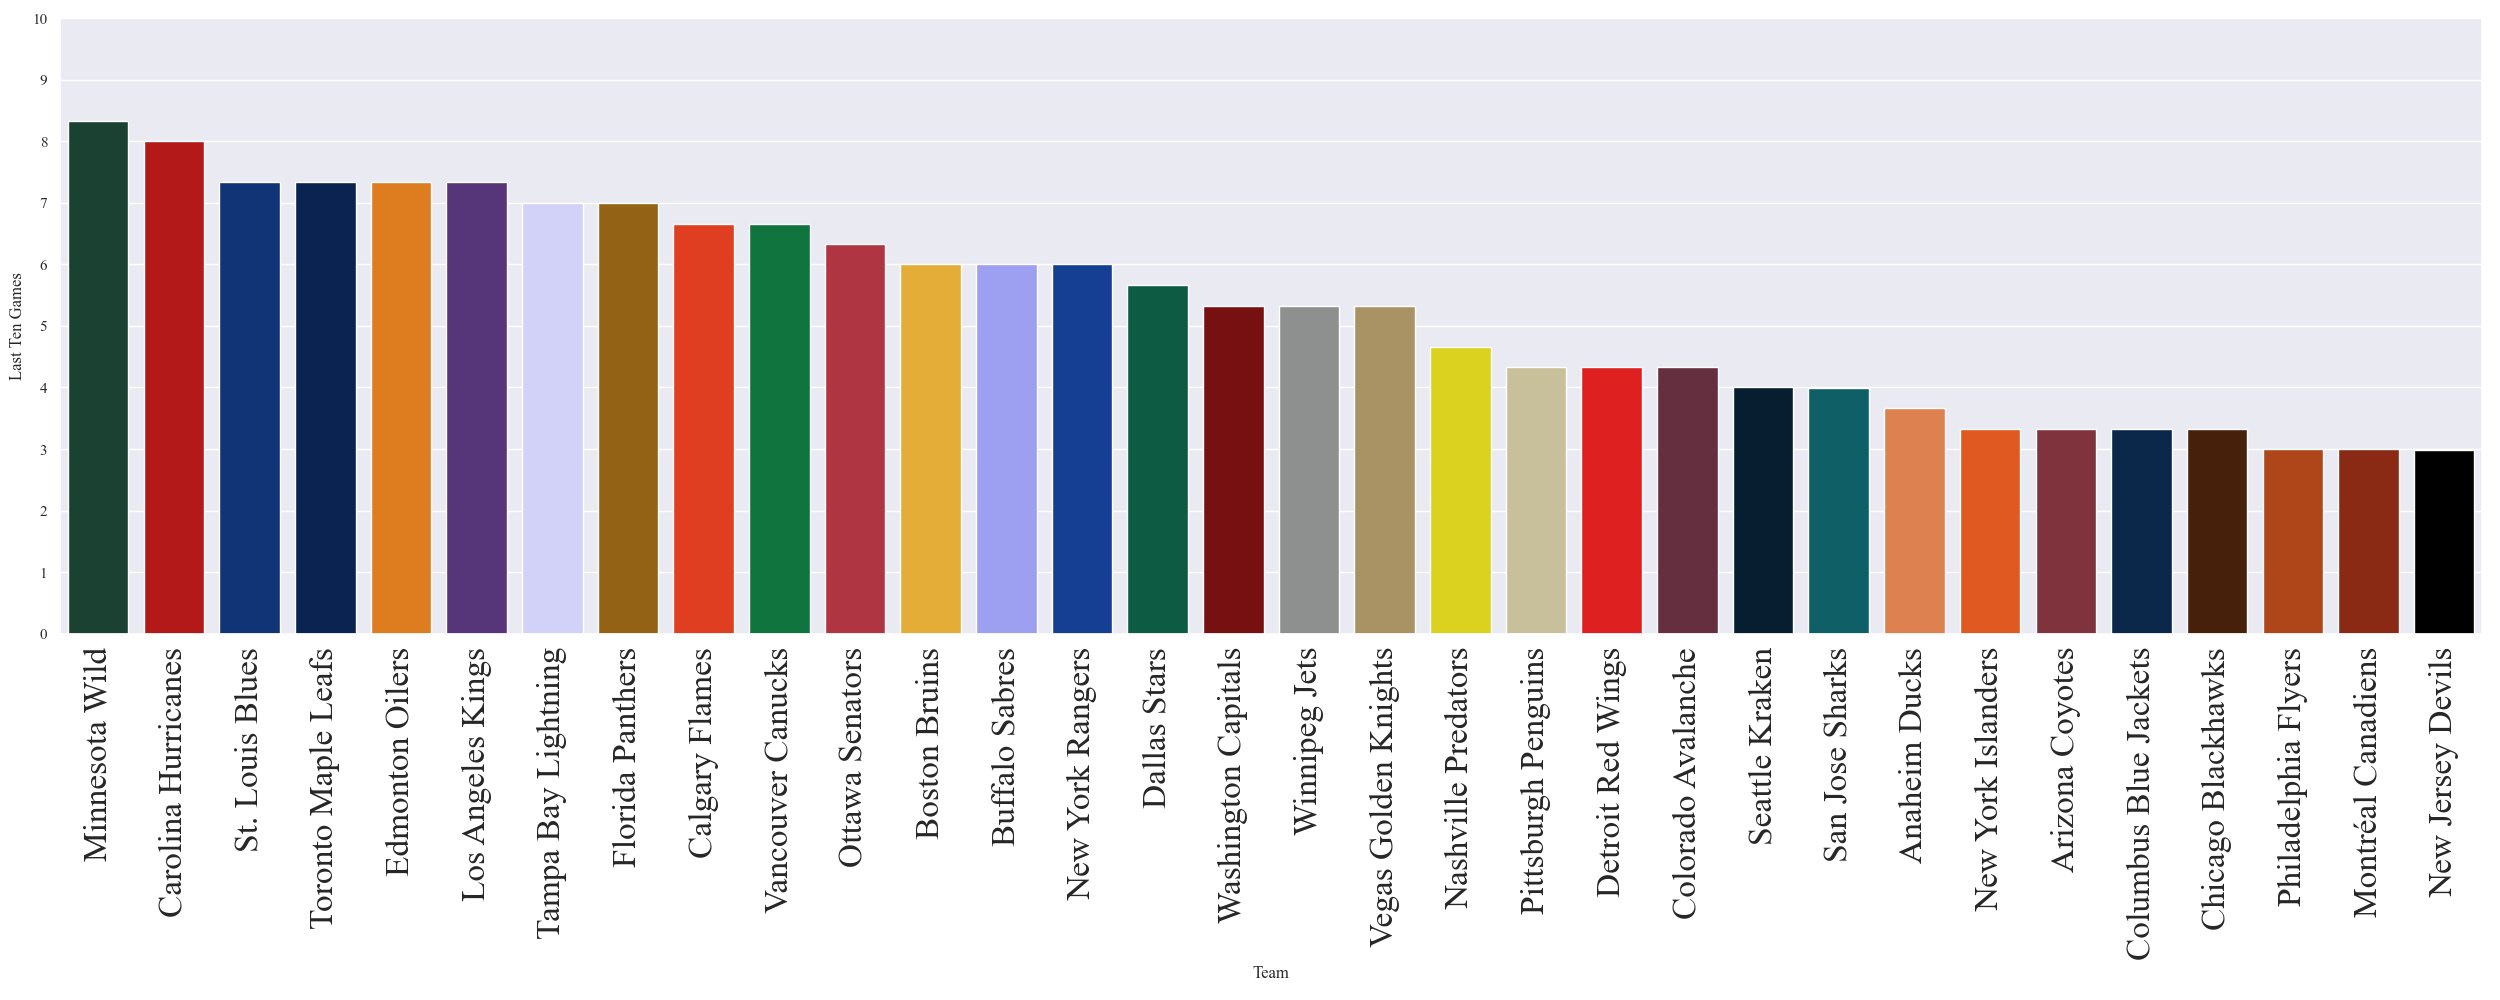 10
9
8
7
6
5
4
3
2
1
0
Last Ten Games
Minnesota Wild
Carolina Hurricanes
St. Louis Blues
Toronto Maple Leafs
Edmonton Oilers
Los Angeles Kings
Tampa Bay Lightning
Florida Panthers
Calgary Flames
Vancouver Canucks
Ottawa Senators
Boston Bruins
Buffalo Sabres
New York Rangers
Dallas Stars
Washington Capitals
Winnipeg Jets
Vegas Golden Knights
Nashville Predators
Pittsburgh Penguins
Detroit Red Wings
Colorado Avalanche
Seattle Kraken
San Jose Sharks
Anaheim Ducks
New York Islanders
Arizona Coyotes
Columbus Blue Jackets
Chicago Blackhawks
Philadelphia Flyers
Montréal Canadiens
New Jersey Devils
Team